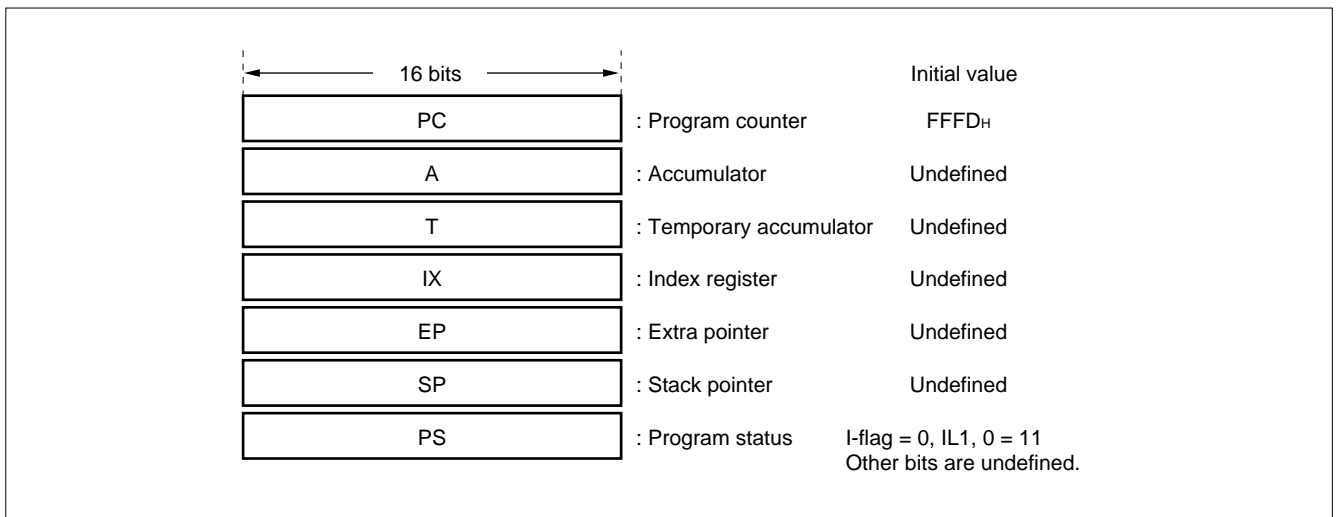 16 bits Initial value
PC : Program counter FFFDH
A : Accumulator Undefined
T : Temporary accumulator Undefined
IX : Index register Undefined
EP : Extra pointer Undefined
SP : Stack pointer Undefined
PS : Program status I-flag = 0, IL1, 0 = 11
Other bits are undefined.